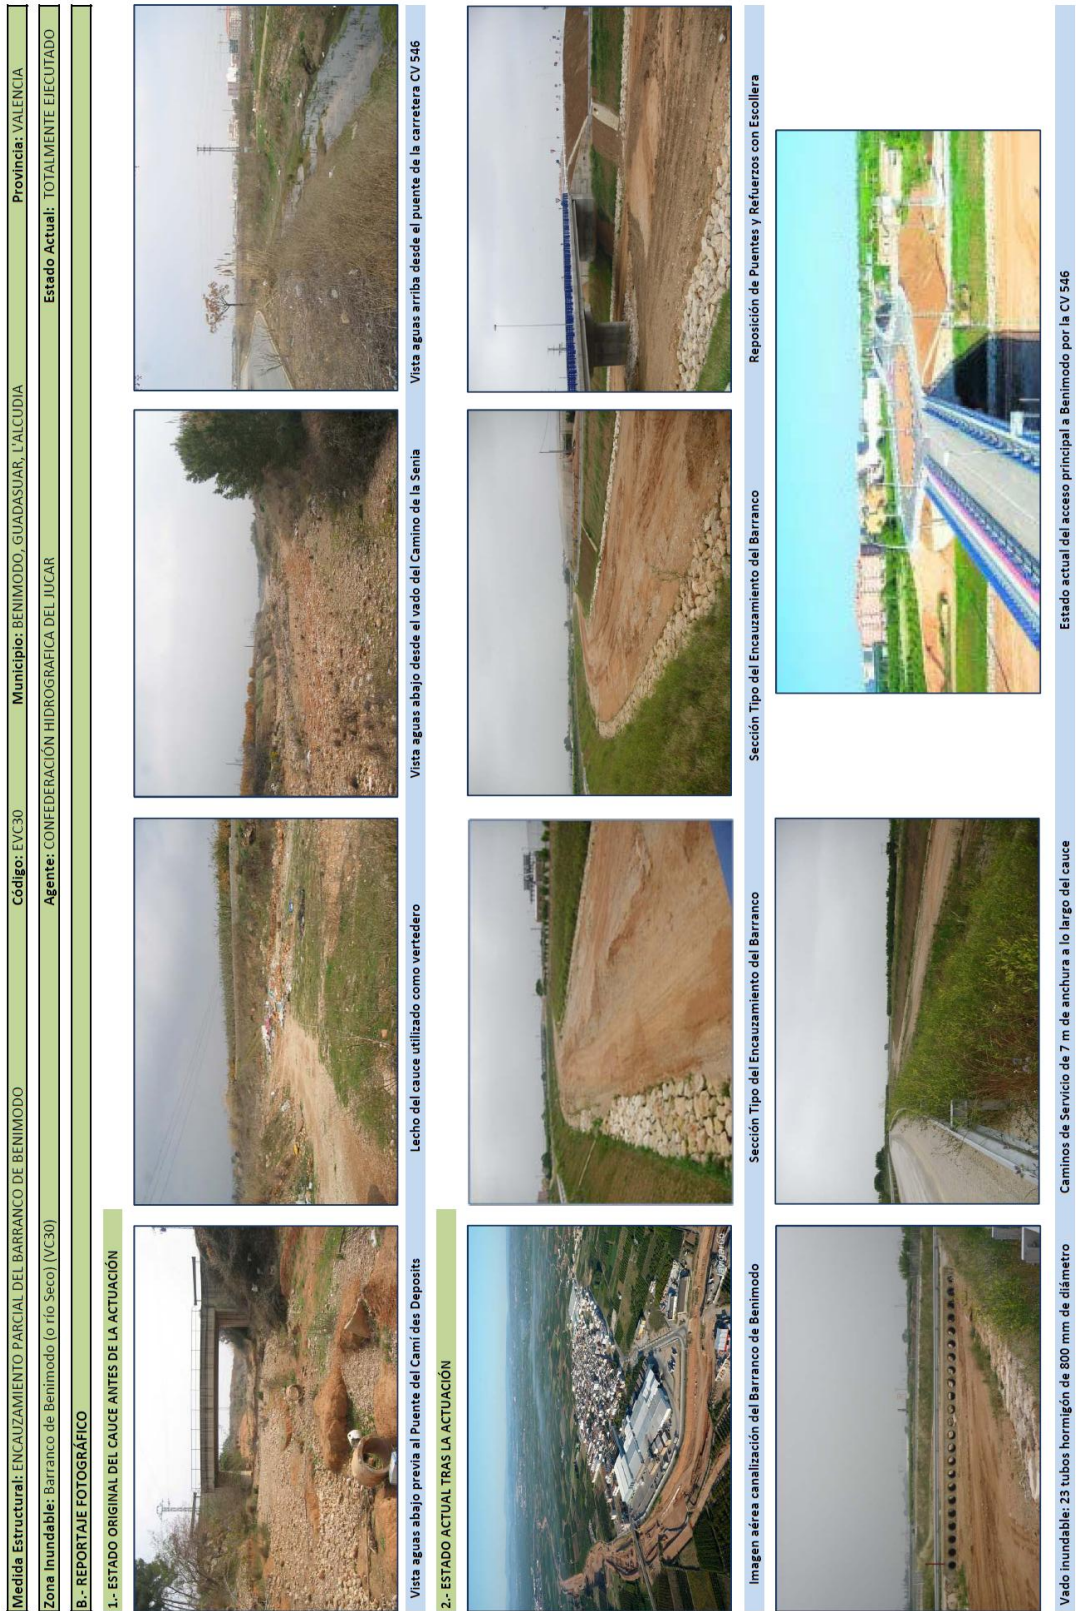 Medida Estructural: ENCAUZAMIENTO PARCIAL DEL BARRANCO DE BENIMODO Código: EVC30 Municipio: BENIMODO, GUADASUAR, L'ALCUDIA Provincia: VALENCIA
Zona Inundable: Barranco de Benimodo (o río Seco) (VC30) Agente: CONFEDERACIÓN HIDROGRAFICA DEL JUCAR Estado Actual: TOTALMENTE EJECUTADO
B.- REPORTAJE FOTOGRÁFICO
1.- ESTADO ORIGINAL DEL CAUCE ANTES DE LA ACTUACIÓN
Vista aguas abajo previa al Puente del Camí des Deposits Lecho del cauce utilizado como vertedero Vista aguas abajo desde el vado del Camino de la Senia Vista aguas arriba desde el puente de la carretera CV 546
2.- ESTADO ACTUAL TRAS LA ACTUACIÓN
Imagen aérea canalización del Barranco de Benimodo Sección Tipo del Encauzamiento del Barranco Sección Tipo del Encauzamiento del Barranco Reposición de Puentes y Refuerzos con Escollera
Vado inundable: 23 tubos hormigón de 800 mm de diámetro Caminos de Servicio de 7 m de anchura a lo largo del cauce Estado actual del acceso principal a Benimodo por la CV 546